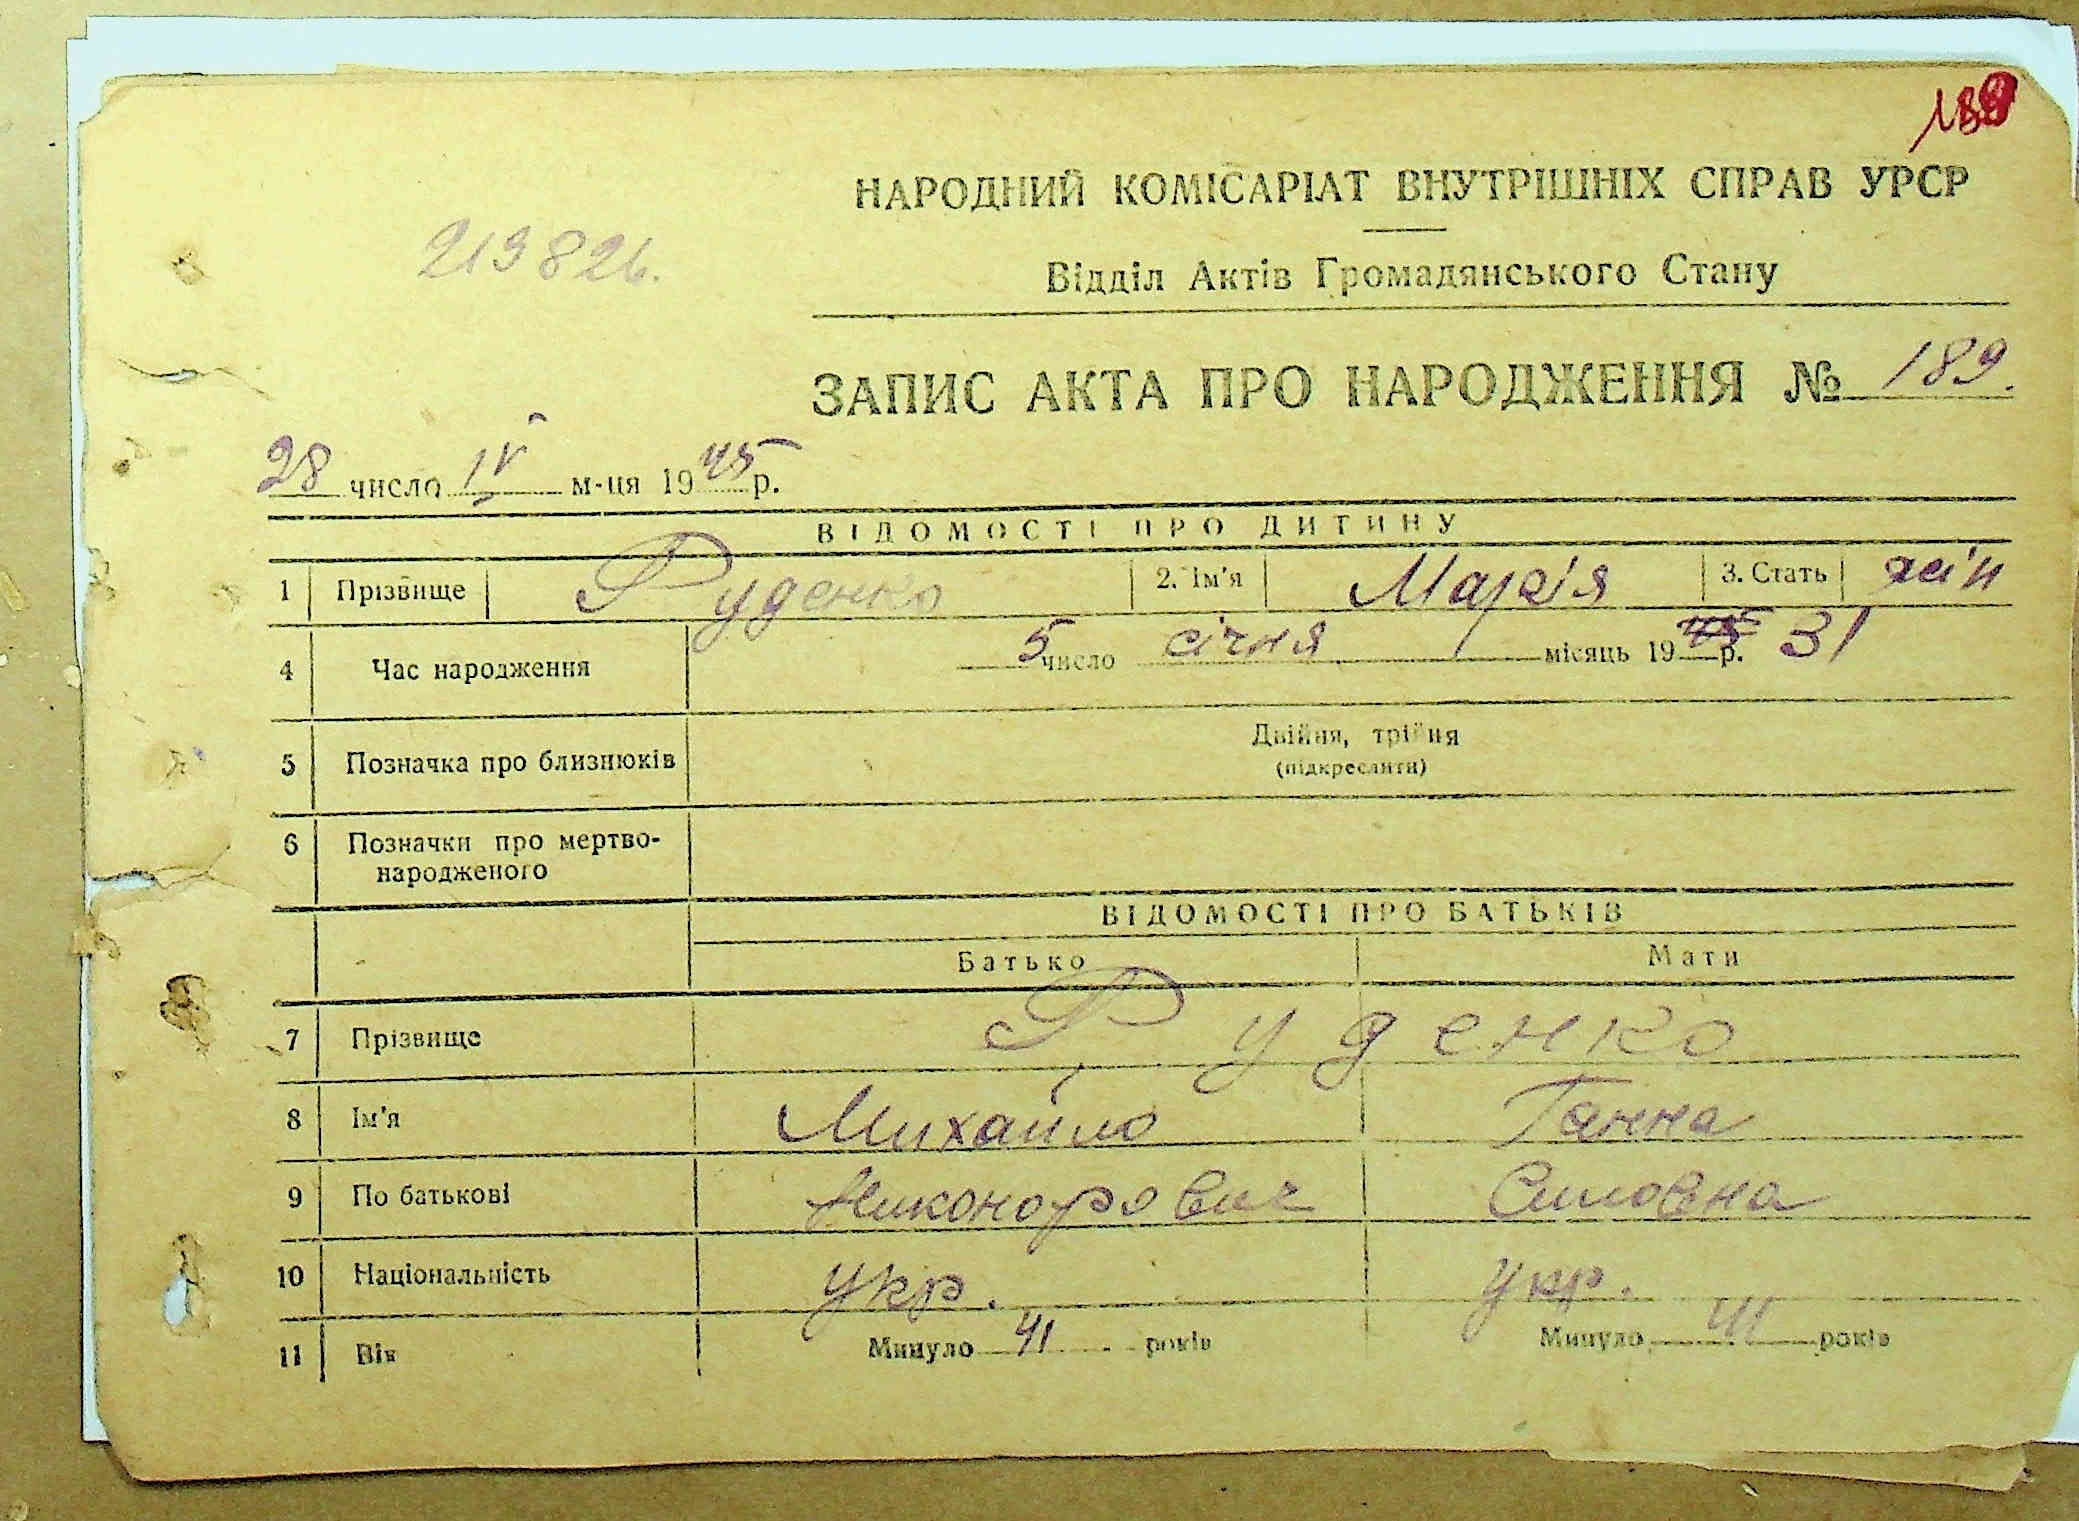 НАРОДНИЙ КОМІСАРІАТ ВНУТРІШНІХ СПРАВ УРСР
Відділ Актів Громадянського Стану
ЗАПИС АКТА ПРО НАРОДЖЕННЯ № 189.
28 число IV м-ця 1945 р.
ВІДОМОСТІ ПРО ДИТИНУ
1 Прізвище Руденко 2. Ім'я Марія 3. Стать жін
4 Час народження 5 число січня місяць 19 р. 31
5 Позначка про близнюків Двійня, трійня
(підкреслити)
6 Позначки про мертво-
народженого
ВІДОМОСТІ ПРО БАТЬКІВ
Батько Мати
7 Прізвище Руденко
8 Ім'я Михайло Ганна
9 По батькові Никонорович Силовна
10 Національність укр. укр.
11 Вік Минуло 41 років Минуло 41 років